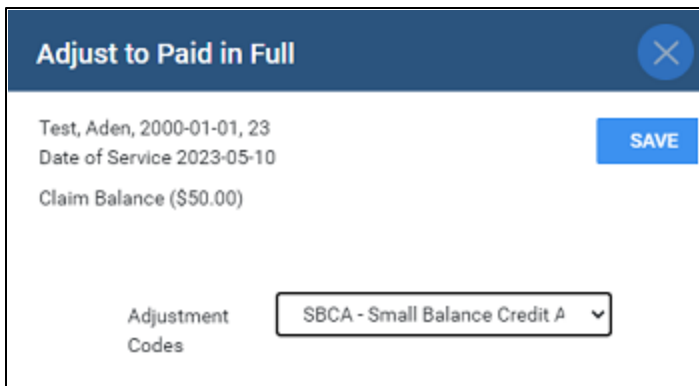 Adjust to Paid in Full
Test, Aden, 2000-01-01, 23
SAVE
Date of Service 2023-05-10
Claim Balance ($50.00)
Adjustment
Codes
SBCA - Small Balance Credit A